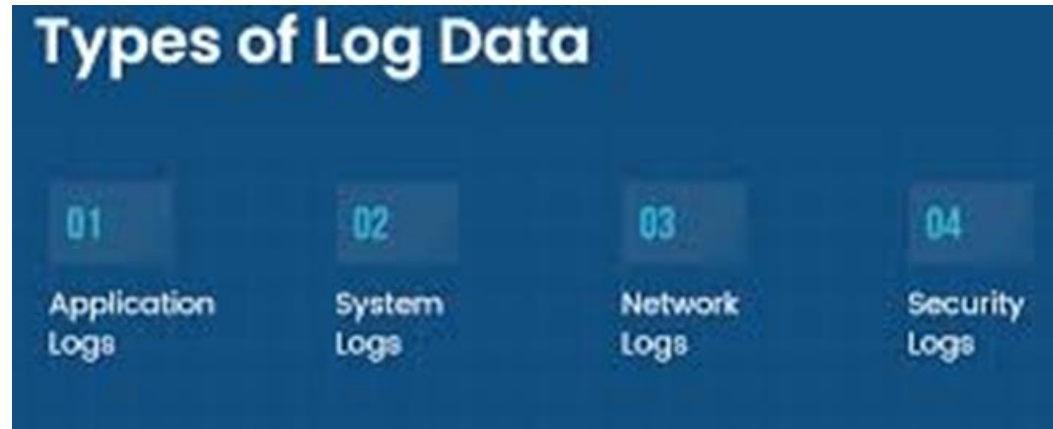 Types of Log Data
01
Application
Logs
02
System
Logs
03
Network
Logs
04
Security
Logs